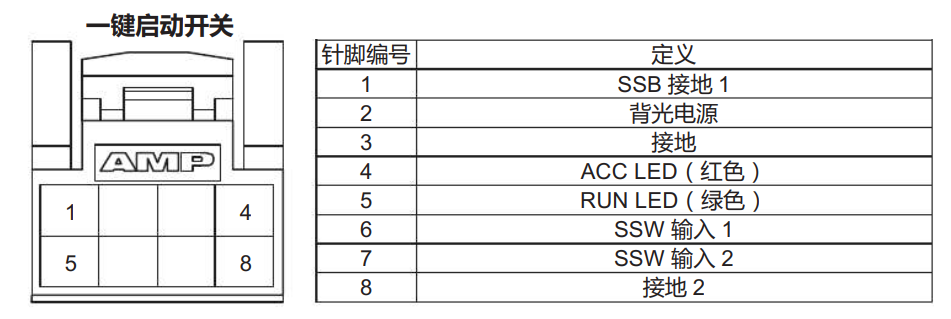 一键启动开关
AMP
1 4
5 8
针脚编号 定义
1 SSB 接地 1
2 背光电源
3 接地
4 ACC LED（红色）
5 RUN LED（绿色）
6 SSW 输入 1
7 SSW 输入 2
8 接地 2